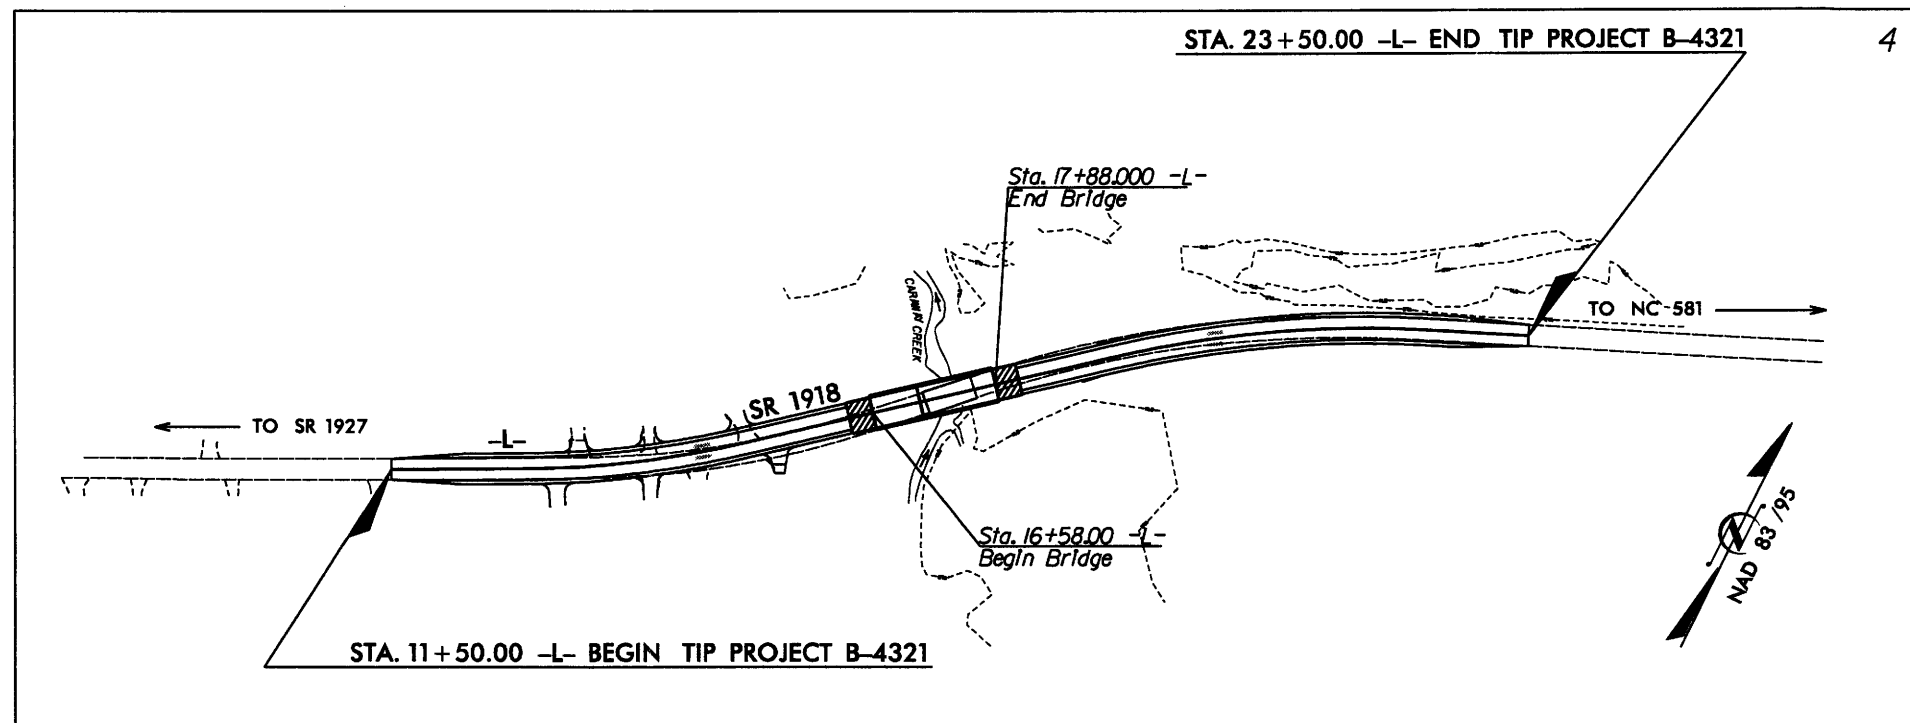 STA. 23+50.00 -L- END TIP PROJECT B-4321
4
Sta. 17+88.000 -L-
End Bridge
CARAWAY CREEK
TO NC 581
SR 1918
TO SR 1927
-L-
Sta. 16+58.00 -L-
Begin Bridge
N
NAD 83/95
STA. 11+50.00 -L- BEGIN TIP PROJECT B-4321